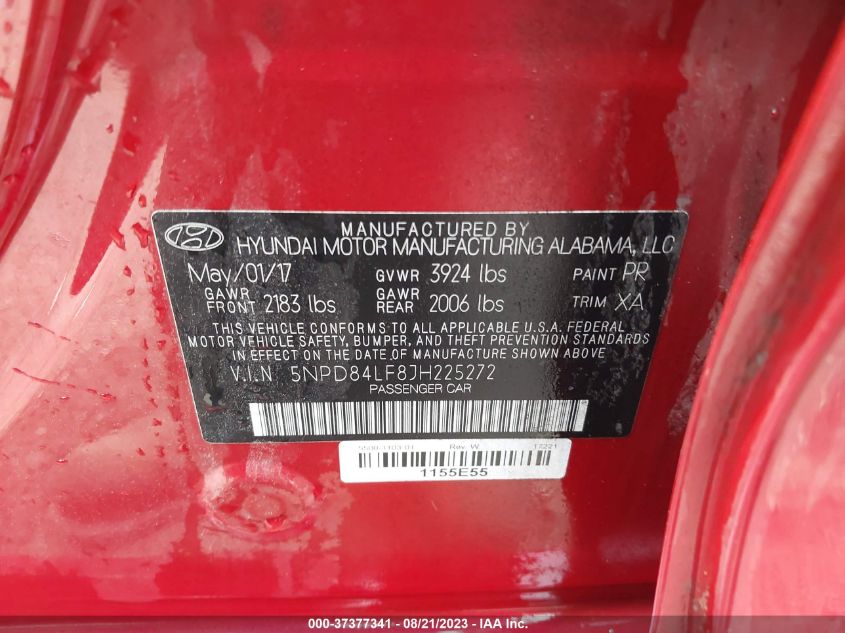 MANUFACTURED BY
HYUNDAI MOTOR MANUFACTURING ALABAMA, LLC
May/01/17 GVWR 3924 lbs PAINT PR
GAWR FRONT 2183 lbs GAWR REAR 2006 lbs TRIM XA
THIS VEHICLE CONFORMS TO ALL APPLICABLE U.S.A. FEDERAL
MOTOR VEHICLE SAFETY, BUMPER, AND THEFT PREVENTION STANDARDS
IN EFFECT ON THE DATE OF MANUFACTURE SHOWN ABOVE.
V.I.N 5NPD84LF8JH225272
PASSENGER CAR
Rev. W 17221
1155E55
000-37377341 - 08/21/2023 - IAA Inc.